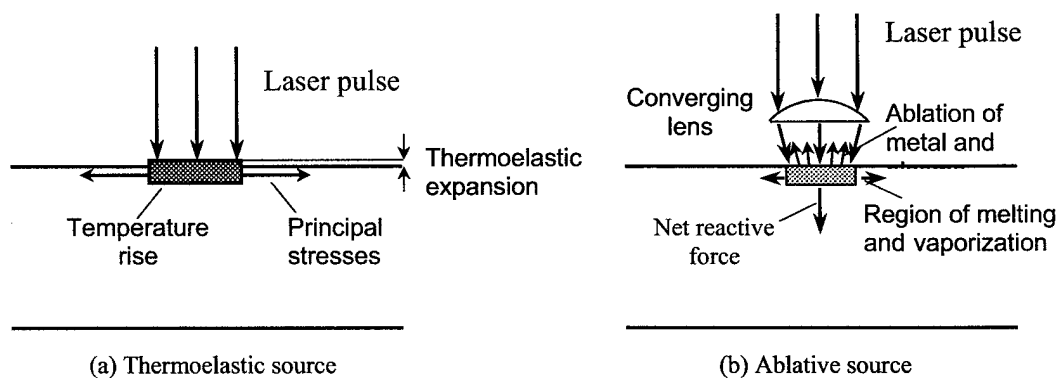 Laser pulse
Thermoelastic
expansion
Temperature
rise
Principal
stresses
(a) Thermoelastic source
Laser pulse
Converging
lens
Ablation of
metal and
Net reactive
force
Region of melting
and vaporization
(b) Ablative source